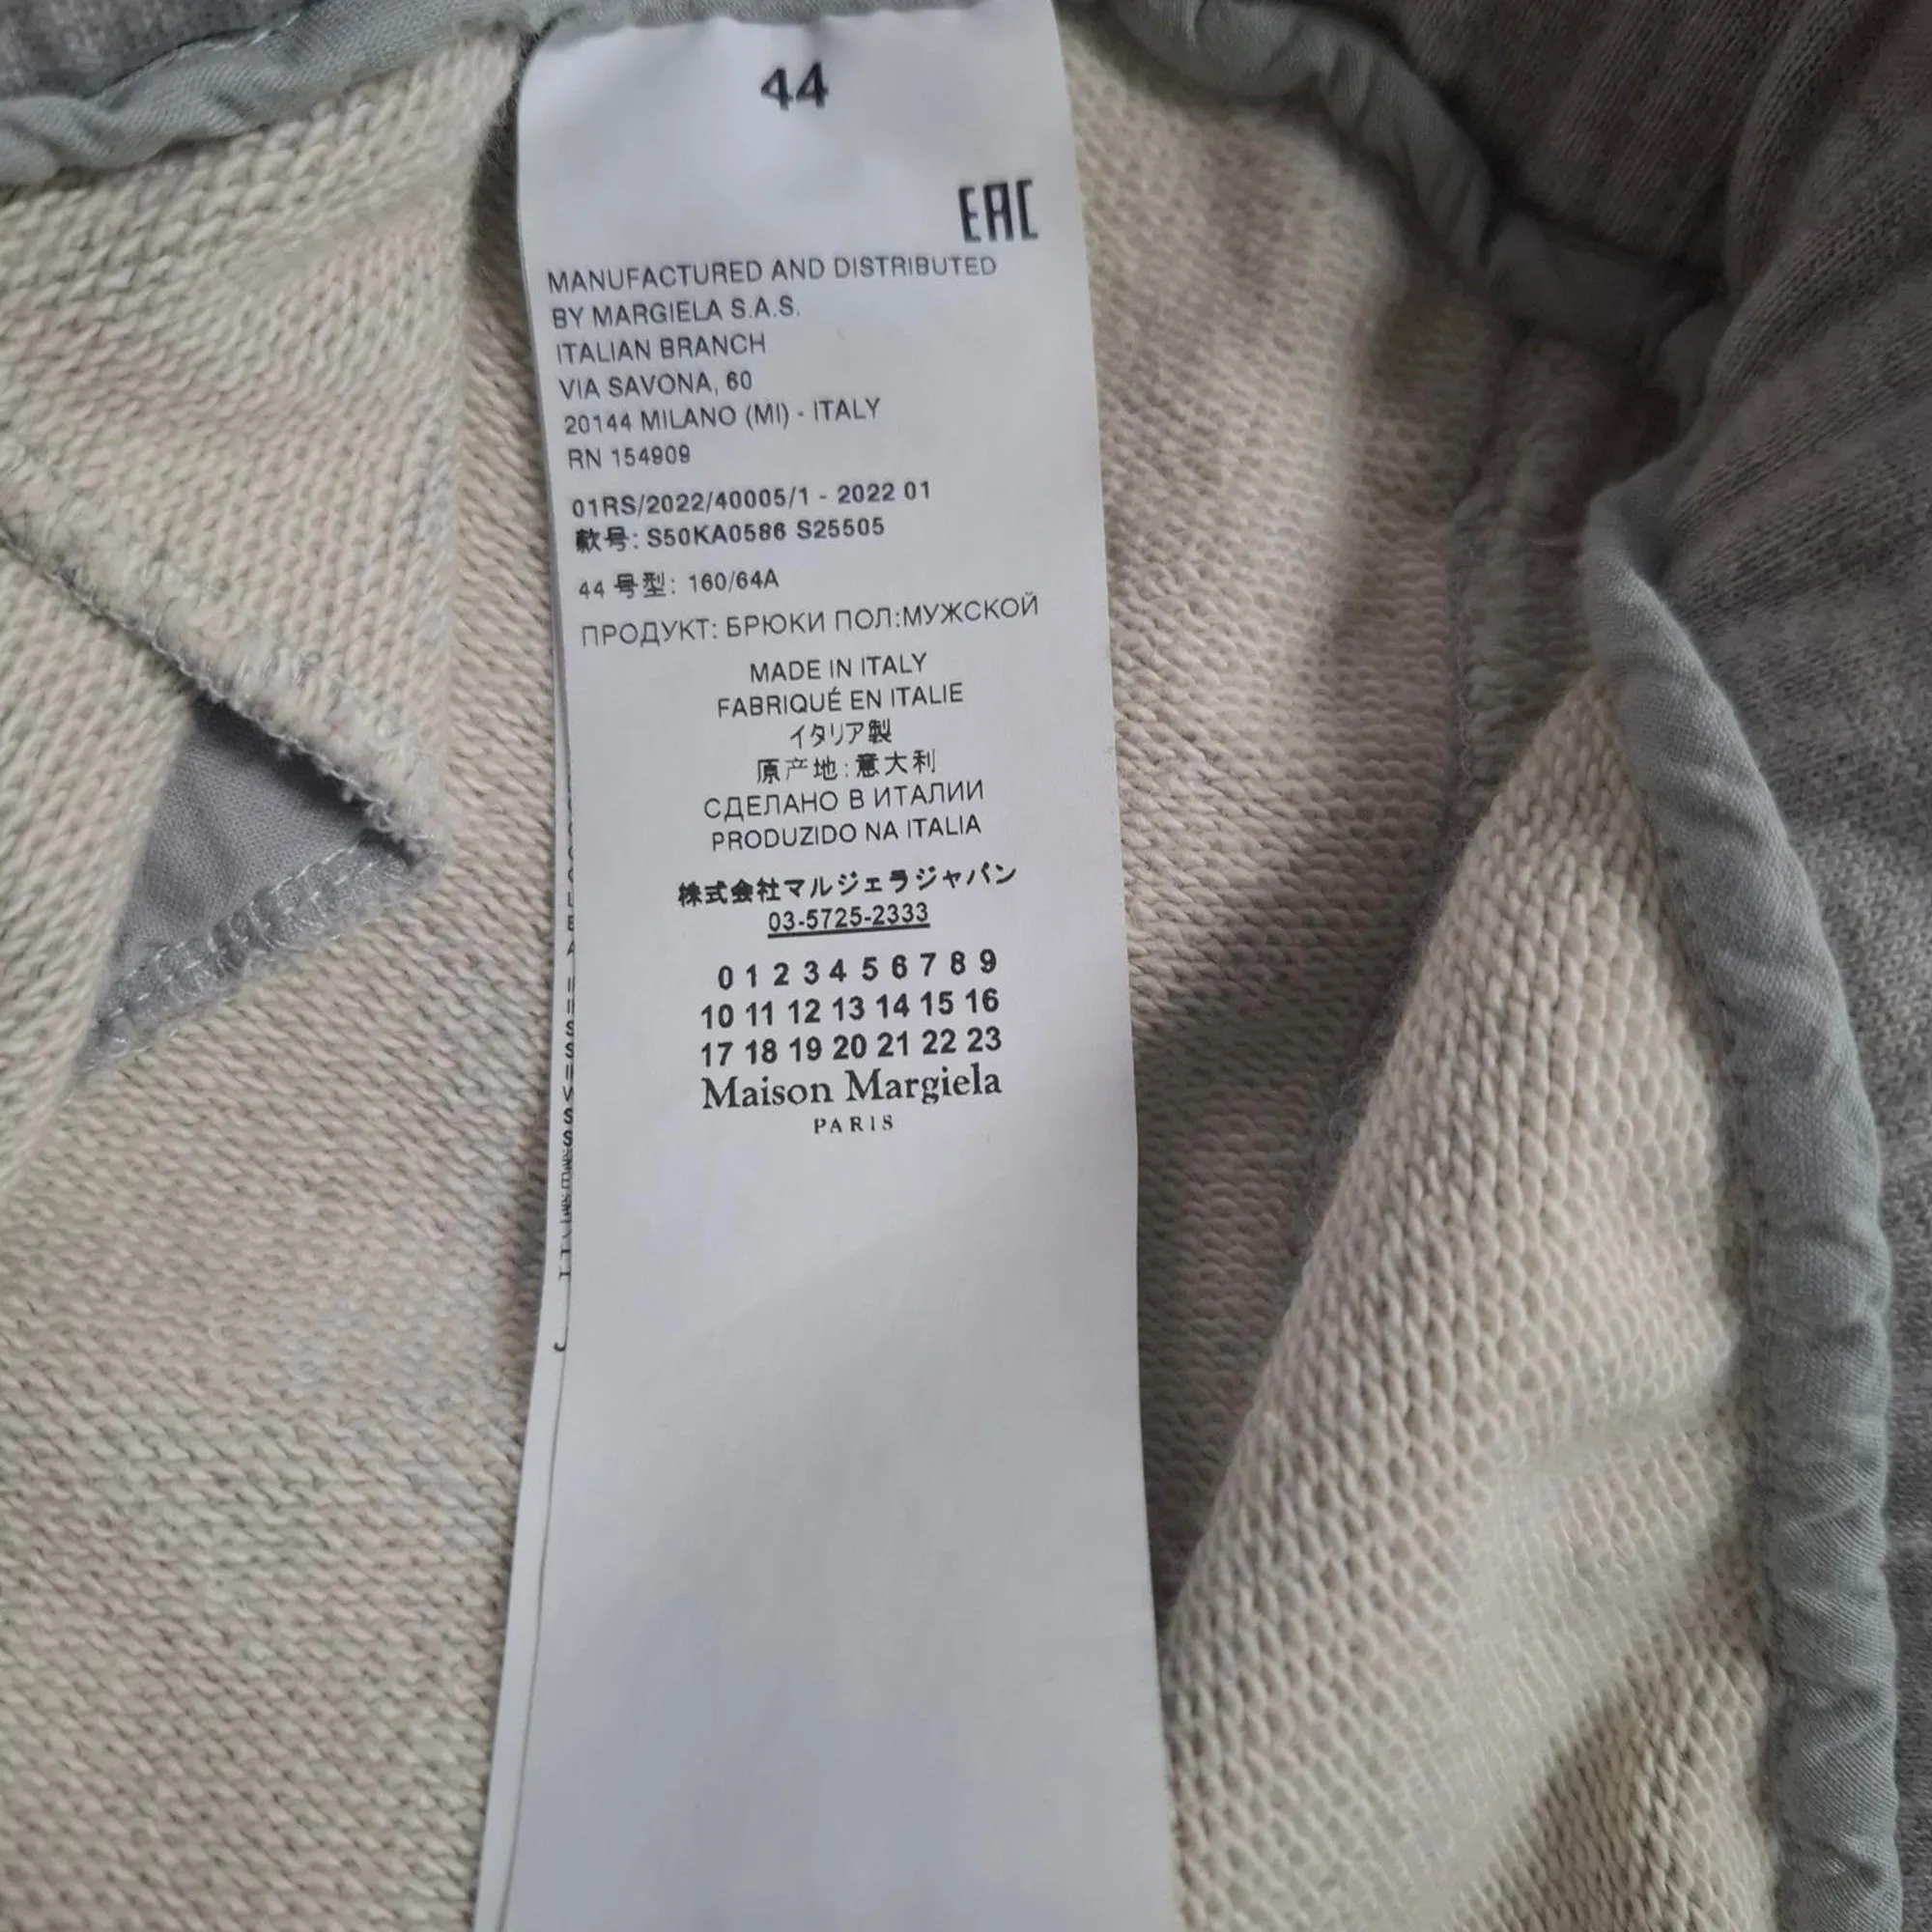 44
EAC
MANUFACTURED AND DISTRIBUTED
BY MARGIELA S.A.S.
ITALIAN BRANCH
VIA SAVONA, 60
20144 MILANO (MI) - ITALY
RN 154909
01RS/2022/40005/1 - 2022 01
款号: S50KA0586 S25505
44 号型: 160/64A
ПРОДУКТ: БРЮКИ ПОЛ:МУЖСКОЙ
MADE IN ITALY
FABRIQUÉ EN ITALIE
イタリア製
原产地:意大利
СДЕЛАНО В ИТАЛИИ
PRODUZIDO NA ITALIA
株式会社マルジェラジャパン
03-5725-2333
0 1 2 3 4 5 6 7 8 9
10 11 12 13 14 15 16
17 18 19 20 21 22 23
Maison Margiela
PARIS